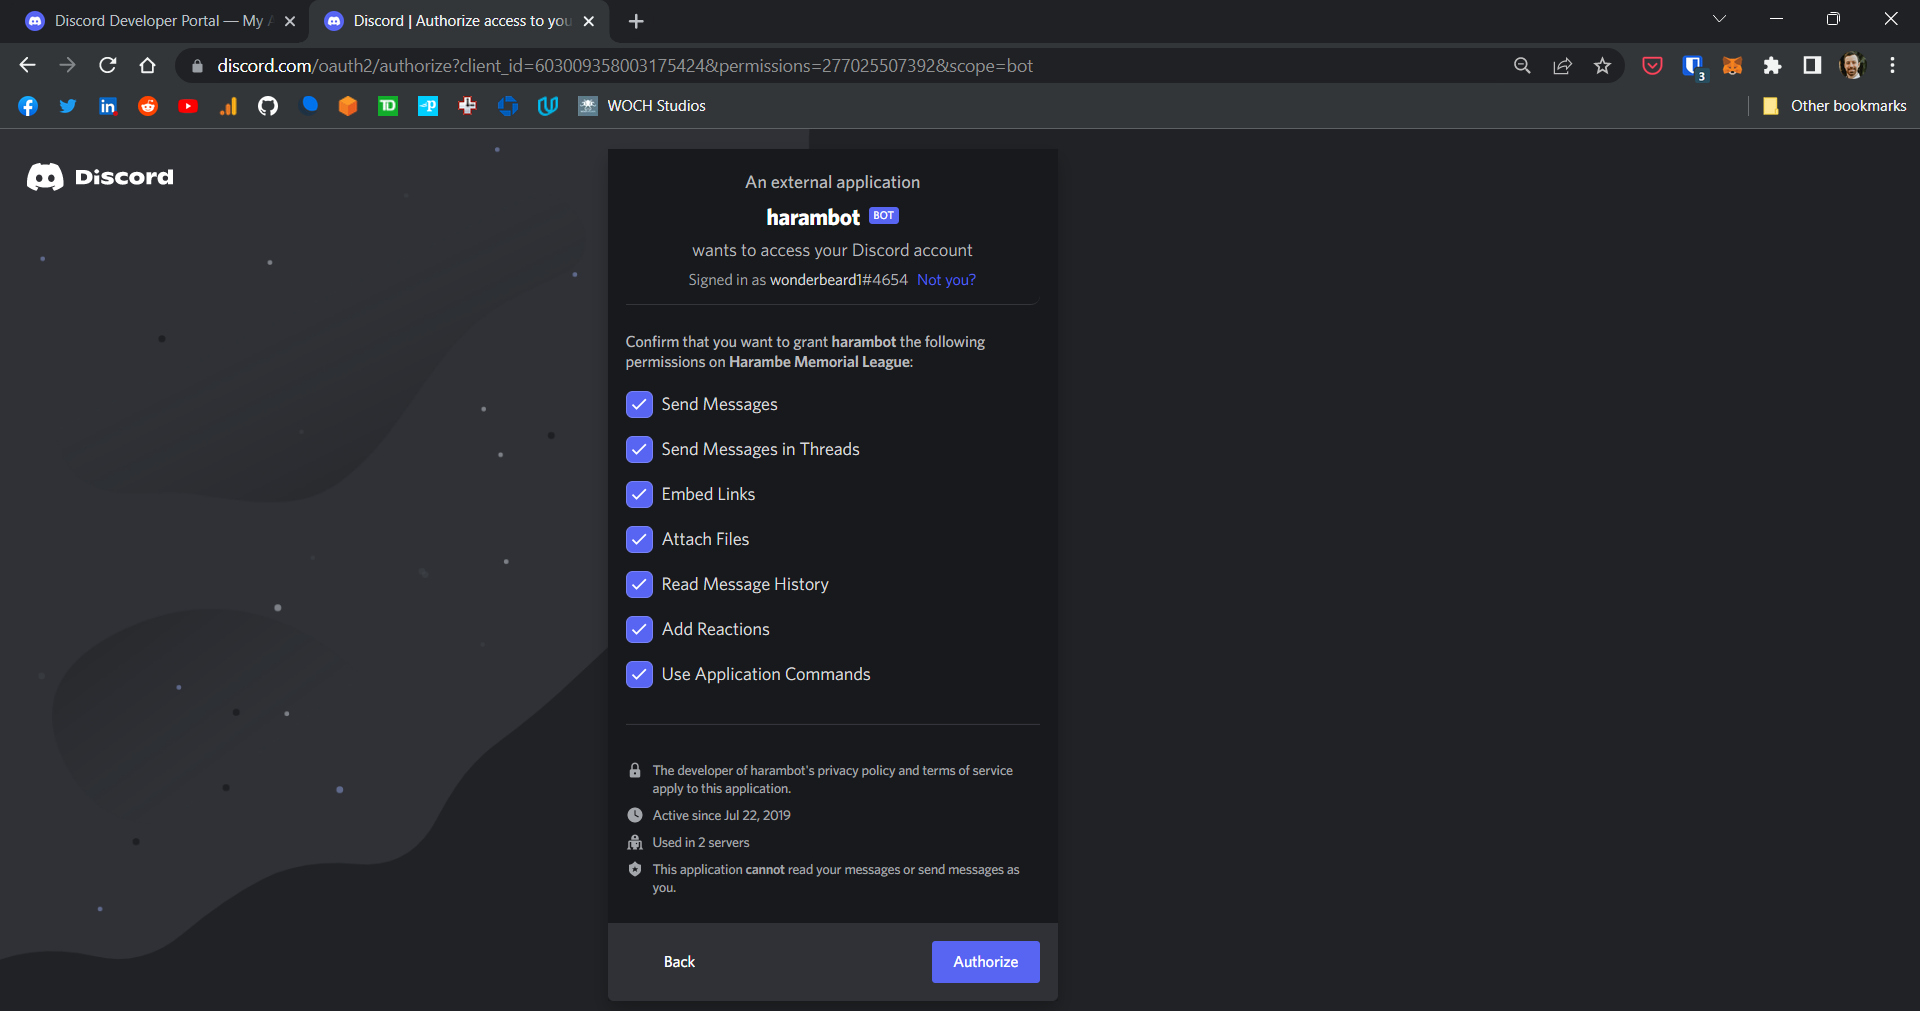 Discord Developer Portal — My
Discord | Authorize access to you
discord.com/oauth2/authorize?client_id=603009358003175424&permissions=277025507392&scope=bot
3
TD
WOCH Studios
Other bookmarks
Discord
An external application
harambot BOT
wants to access your Discord account
Signed in as wonderbeard1#4654 Not you?
Confirm that you want to grant harambot the following
permissions on Harambe Memorial League:
Send Messages
Send Messages in Threads
Embed Links
Attach Files
Read Message History
Add Reactions
Use Application Commands
The developer of harambot's privacy policy and terms of service
apply to this application.
Active since Jul 22, 2019
Used in 2 servers
This application cannot read your messages or send messages as
you.
Back
Authorize